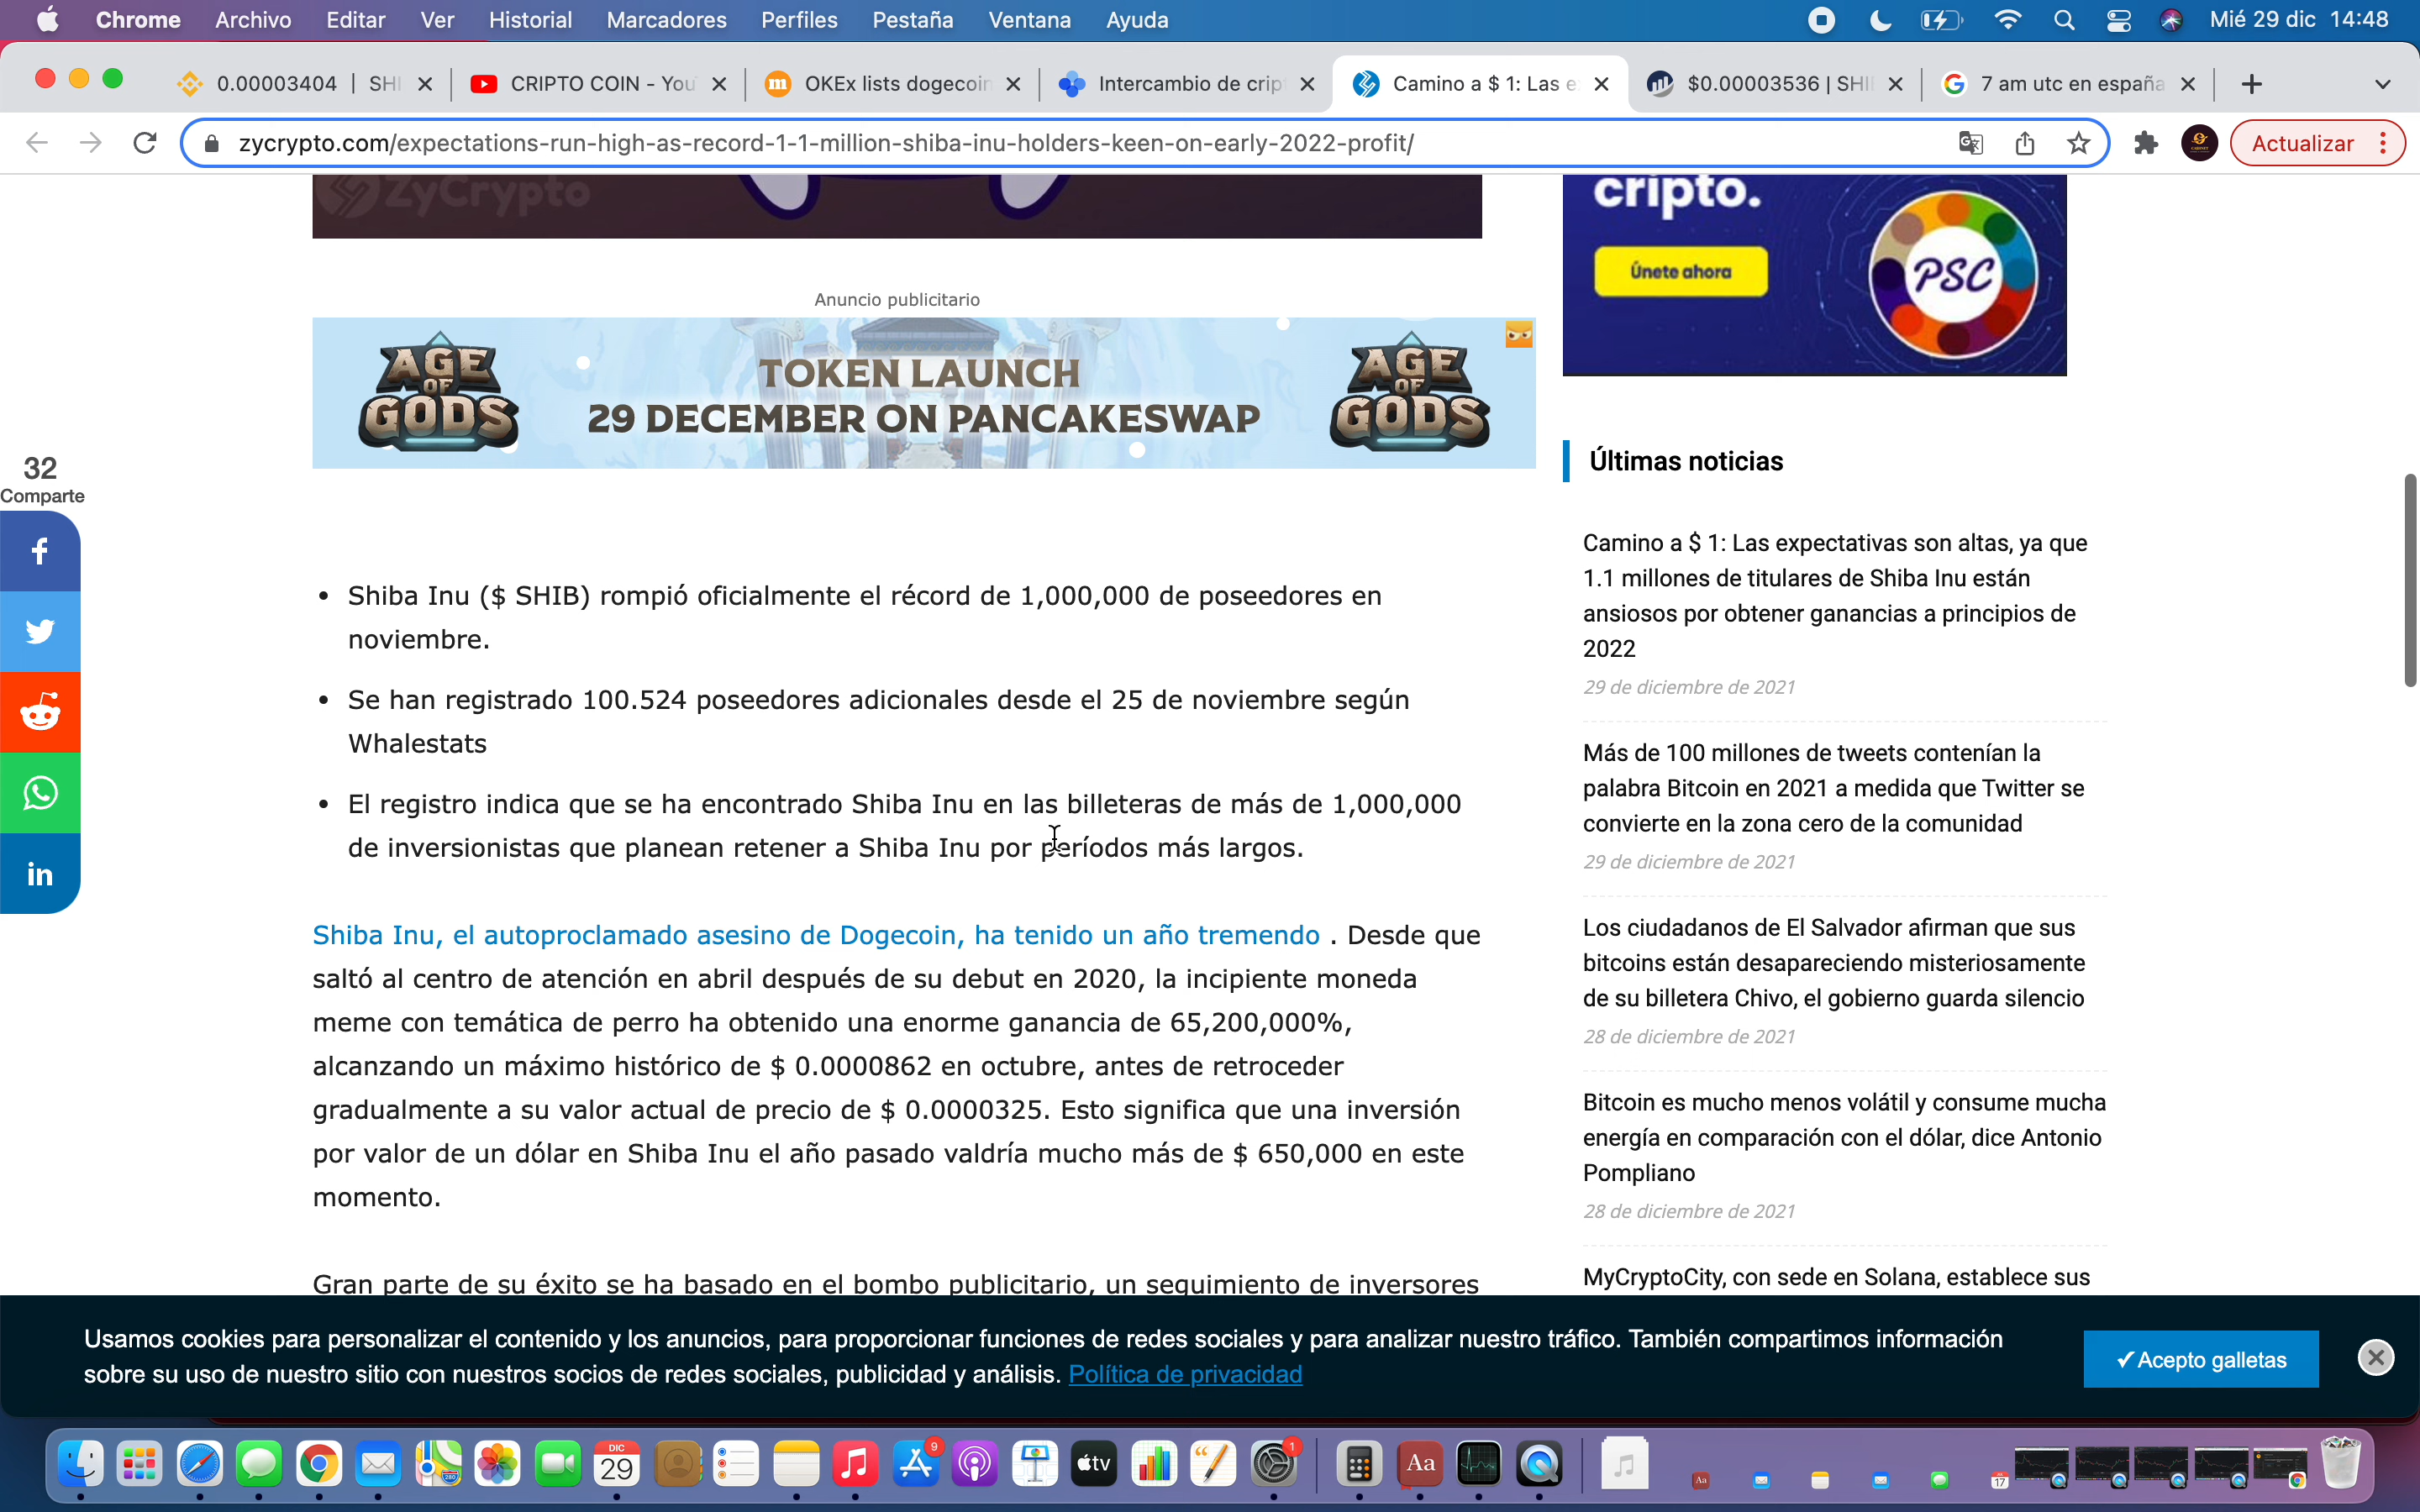 Chrome Archivo Editar Ver Historial Marcadores Perfiles Pestaña Ventana Ayuda Mié 29 dic 14:48
0.00003404 | SHI CRIPTO COIN - You OKEx lists dogecoin Intercambio de crip Camino a $ 1: Las e $0.00003536 | SHI 7 am utc en españa
zycrypto.com/expectations-run-high-as-record-1-1-million-shiba-inu-holders-keen-on-early-2022-profit/ Actualizar
ZyCrypto
cripto.
Únete ahora
PSC
Anuncio publicitario
AGE OF GODS
TOKEN LAUNCH
29 DECEMBER ON PANCAKESWAP
AGE OF GODS
32
Comparte
Shiba Inu ($ SHIB) rompió oficialmente el récord de 1,000,000 de poseedores en
noviembre.
Se han registrado 100.524 poseedores adicionales desde el 25 de noviembre según
Whalestats
El registro indica que se ha encontrado Shiba Inu en las billeteras de más de 1,000,000
de inversionistas que planean retener a Shiba Inu por períodos más largos.
Shiba Inu, el autoproclamado asesino de Dogecoin, ha tenido un año tremendo . Desde que
saltó al centro de atención en abril después de su debut en 2020, la incipiente moneda
meme con temática de perro ha obtenido una enorme ganancia de 65,200,000%,
alcanzando un máximo histórico de $ 0.0000862 en octubre, antes de retroceder
gradualmente a su valor actual de precio de $ 0.0000325. Esto significa que una inversión
por valor de un dólar en Shiba Inu el año pasado valdría mucho más de $ 650,000 en este
momento.
Gran parte de su éxito se ha basado en el bombo publicitario, un seguimiento de inversores
Últimas noticias
Camino a $ 1: Las expectativas son altas, ya que
1.1 millones de titulares de Shiba Inu están
ansiosos por obtener ganancias a principios de
2022
29 de diciembre de 2021
Más de 100 millones de tweets contenían la
palabra Bitcoin en 2021 a medida que Twitter se
convierte en la zona cero de la comunidad
29 de diciembre de 2021
Los ciudadanos de El Salvador afirman que sus
bitcoins están desapareciendo misteriosamente
de su billetera Chivo, el gobierno guarda silencio
28 de diciembre de 2021
Bitcoin es mucho menos volátil y consume mucha
energía en comparación con el dólar, dice Antonio
Pompliano
28 de diciembre de 2021
MyCryptoCity, con sede en Solana, establece sus
Usamos cookies para personalizar el contenido y los anuncios, para proporcionar funciones de redes sociales y para analizar nuestro tráfico. También compartimos información
sobre su uso de nuestro sitio con nuestros socios de redes sociales, publicidad y análisis. Política de privacidad
✓Acepto galletas
DIC
29
9
tv
1
Aa
17